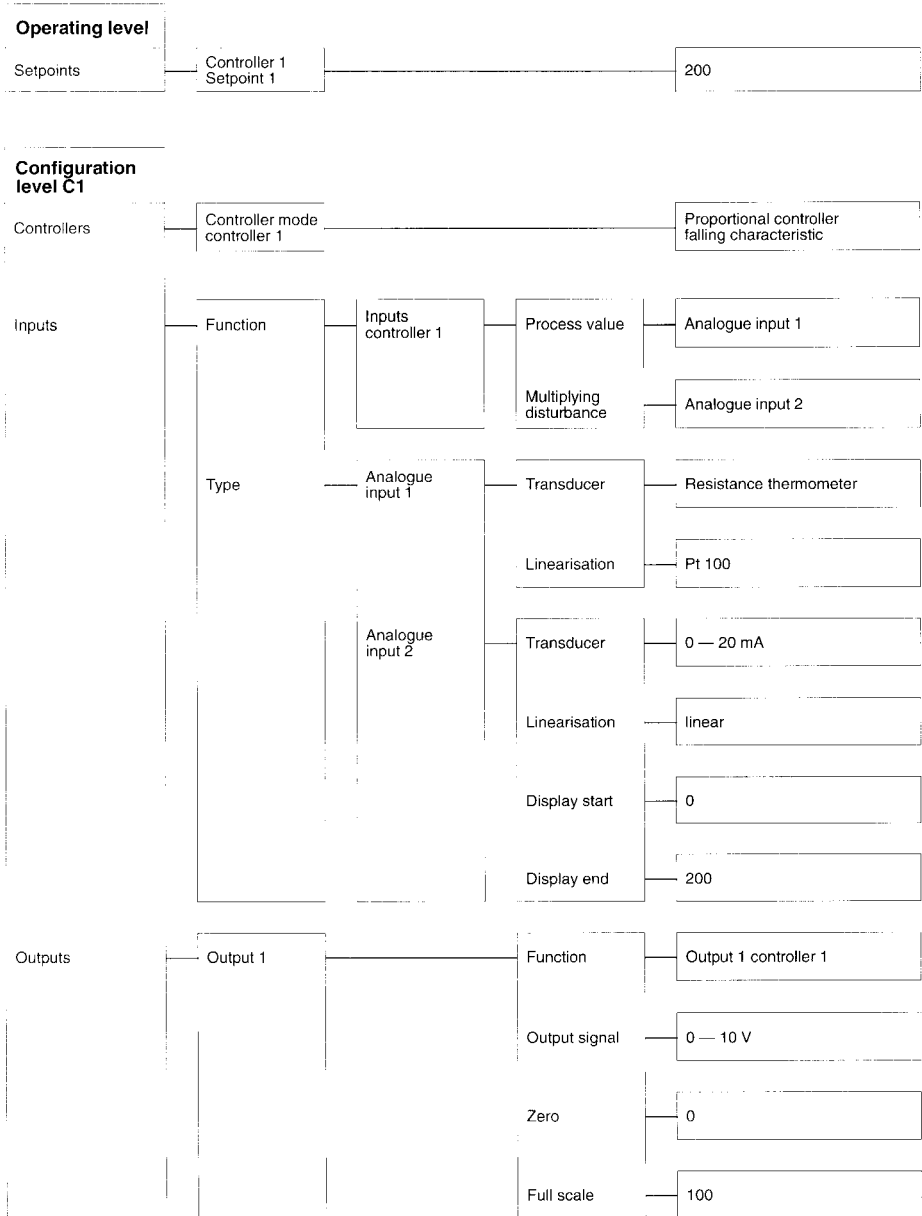 Operating level
Setpoints
Controller 1
Setpoint 1
200
Configuration
level C1
Controllers
Controller mode
controller 1
Proportional controller
falling characteristic
Inputs
Function
Inputs
controller 1
Process value
Analogue input 1
Multiplying
disturbance
Analogue input 2
Type
Analogue
input 1
Transducer
Resistance thermometer
Linearisation
Pt 100
Analogue
input 2
Transducer
0 — 20 mA
Linearisation
linear
Display start
0
Display end
200
Outputs
Output 1
Function
Output 1 controller 1
Output signal
0 — 10 V
Zero
0
Full scale
100